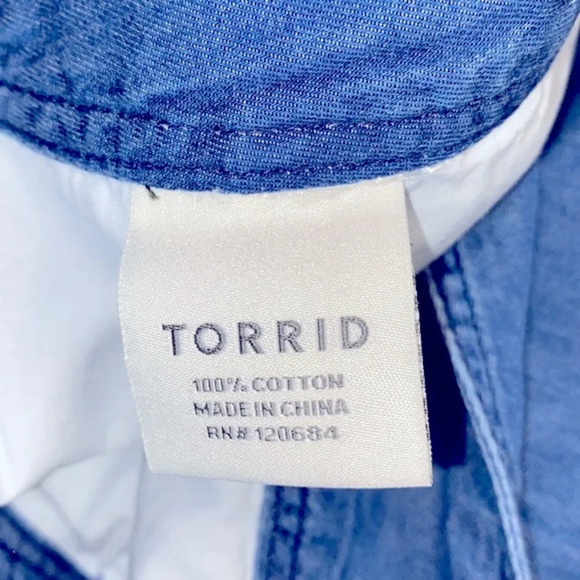 TORRID
100% COTTON
MADE IN CHINA
RN# 120684